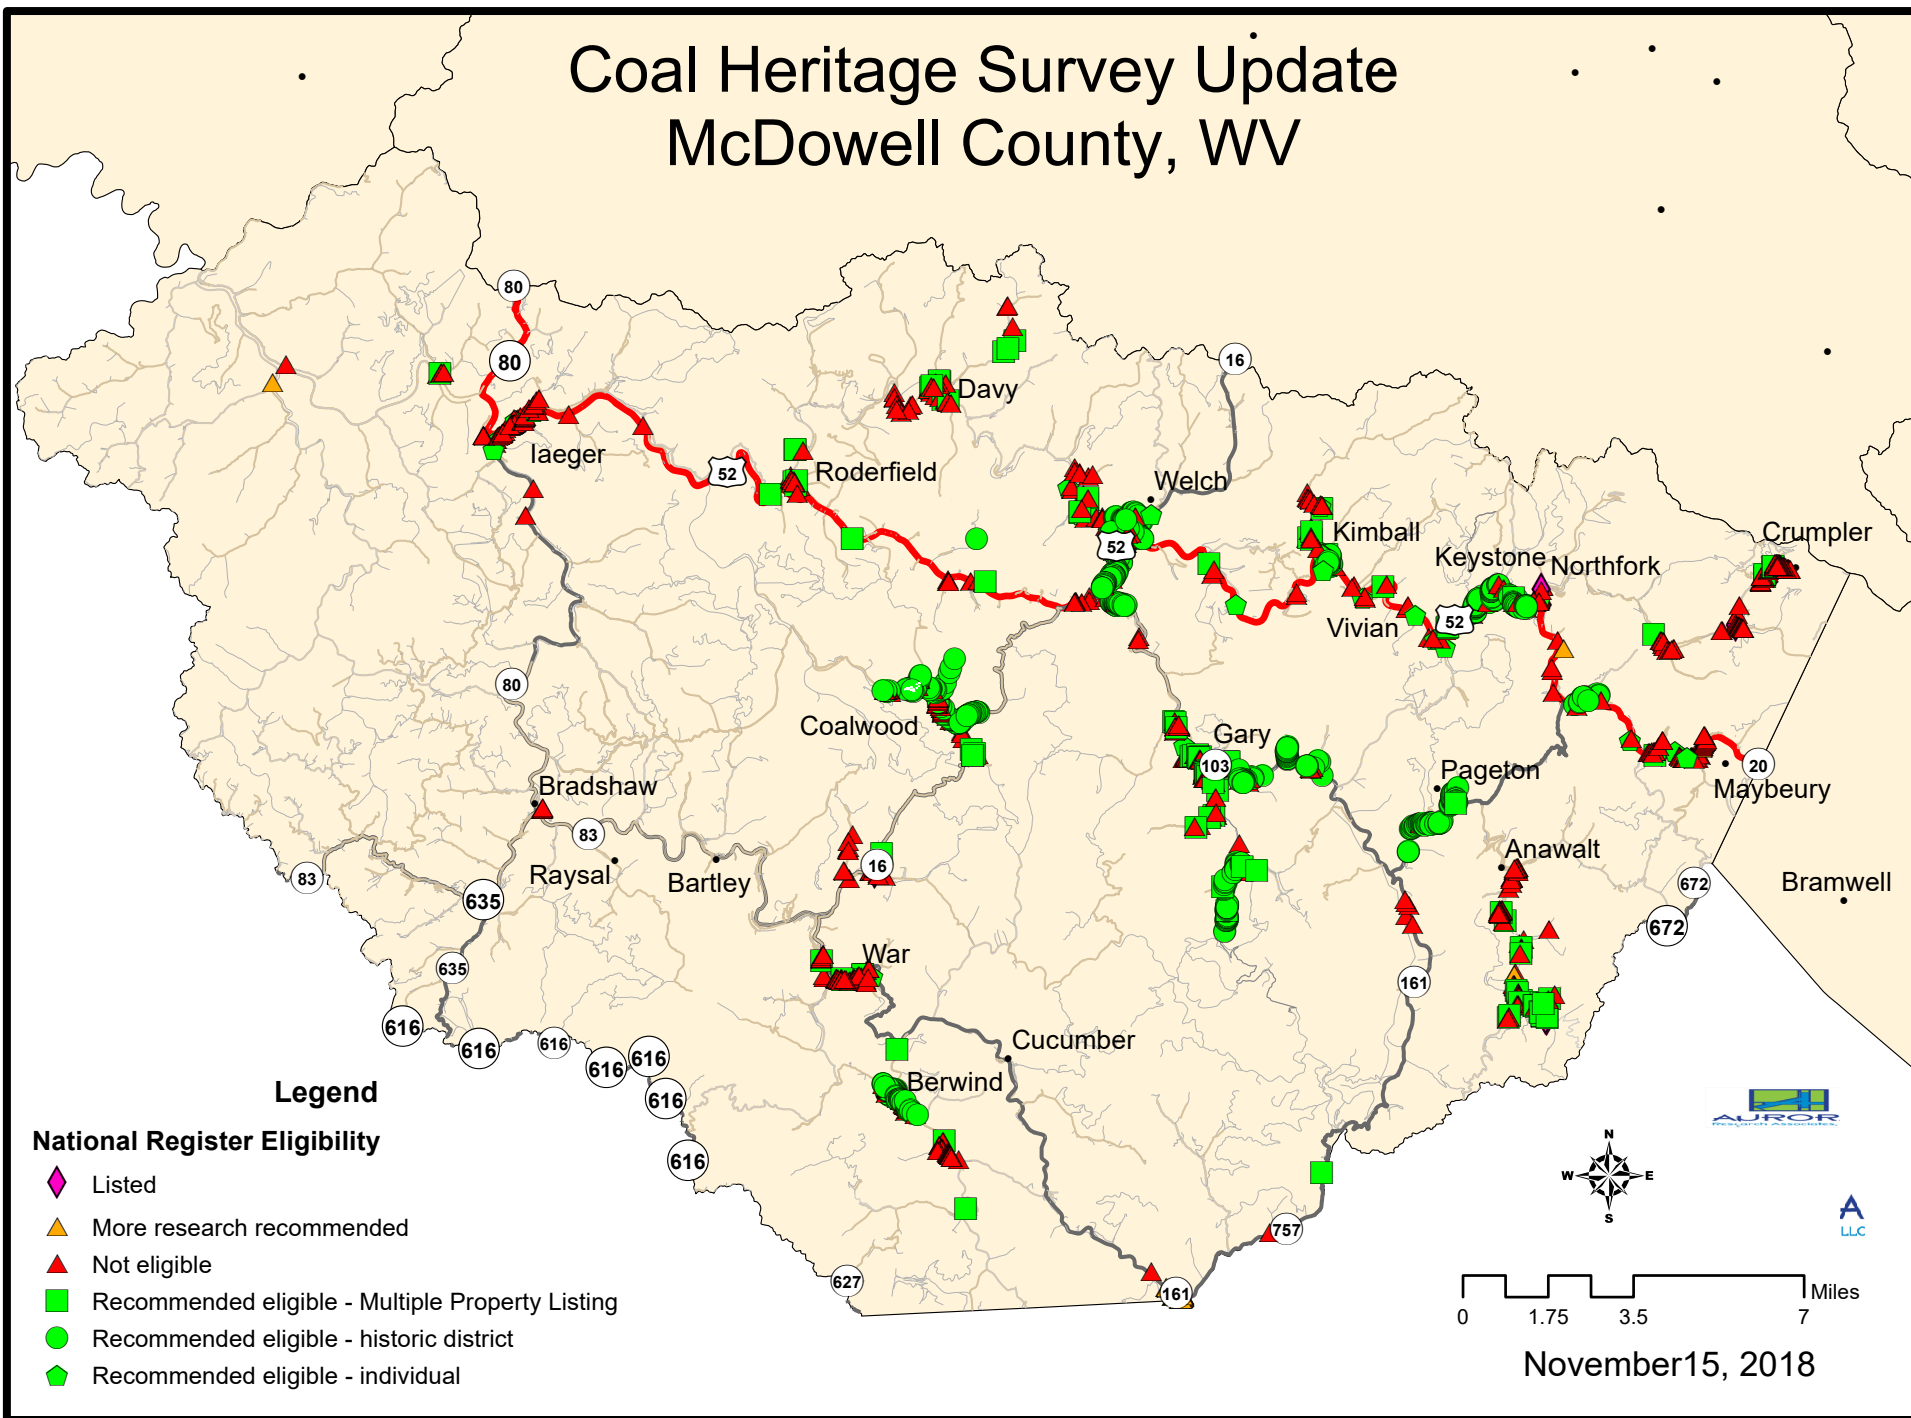 Coal Heritage Survey Update
McDowell County, WV
80
80
16
Davy
Iaeger
52
Roderfield
Welch
52
Kimball
Crumpler
Keystone
Northfork
Vivian
52
80
Coalwood
Gary
103
Pageton
20
Maybeury
Bradshaw
83
Raysal
Bartley
16
Anawalt
83
635
672
672
Bramwell
War
635
161
616
616
616
616
616
616
616
Cucumber
Berwind
757
627
161
Legend
National Register Eligibility
Listed
More research recommended
Not eligible
Recommended eligible - Multiple Property Listing
Recommended eligible - historic district
Recommended eligible - individual
AUROR
Research Associates,
N
W E
S
A
LLC
Miles
0 1.75 3.5 7
November15, 2018